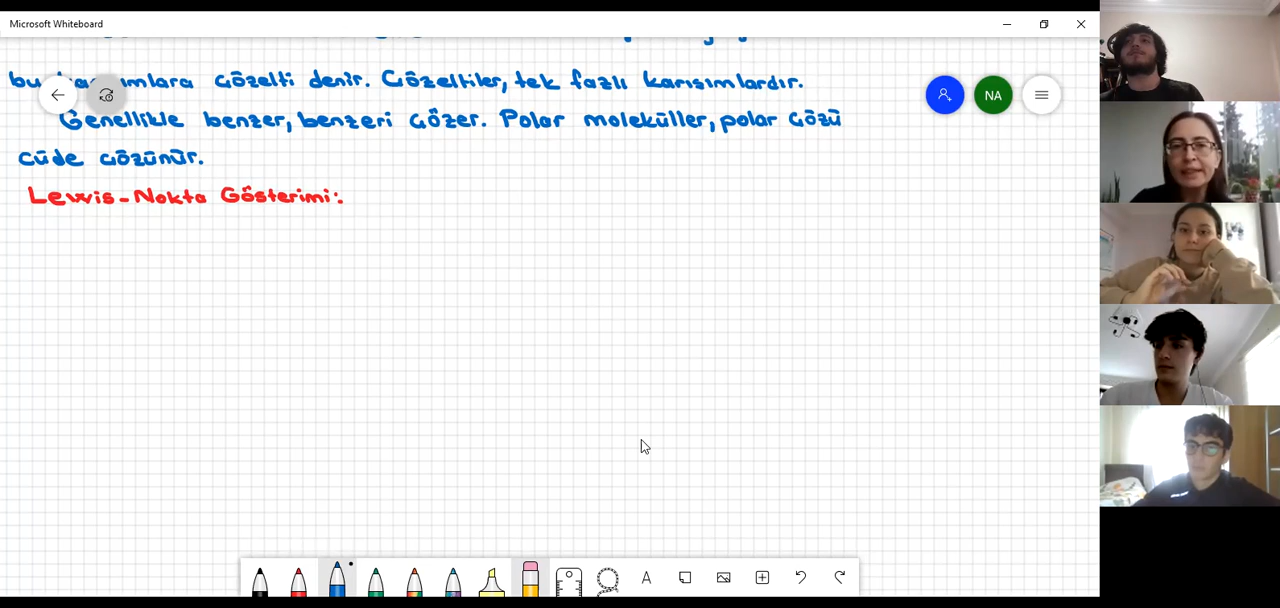 Microsoft Whiteboard
karışımlara çözelti denir. Çözeltiler, tek fazlı karışımlardır.
Genellikle benzer, benzeri çözer. Polar moleküller, polar çözü
cüde çözünür.
Lewis-Nokta Gösterimi:
NA